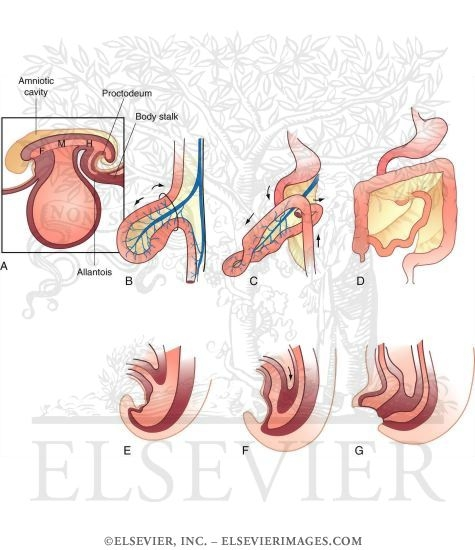 Amniotic
cavity
Proctodeum
Body stalk
F M H
Allantois
A
B
C
D
E
F
G
ELSEVIER
©ELSEVIER, INC. – ELSEVIERIMAGES.COM